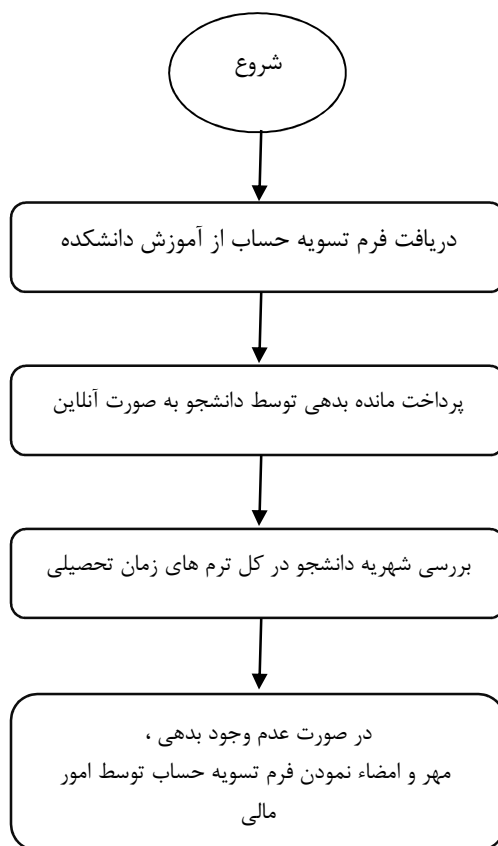 شروع
دریافت فرم تسویه حساب از آموزش دانشکده
پرداخت مانده بدهی توسط دانشجو به صورت آنلاین
بررسی شهریه دانشجو در کل ترم های زمان تحصیلی
در صورت عدم وجود بدهی ،
مهر و امضاء نمودن فرم تسویه حساب توسط امور
مالی